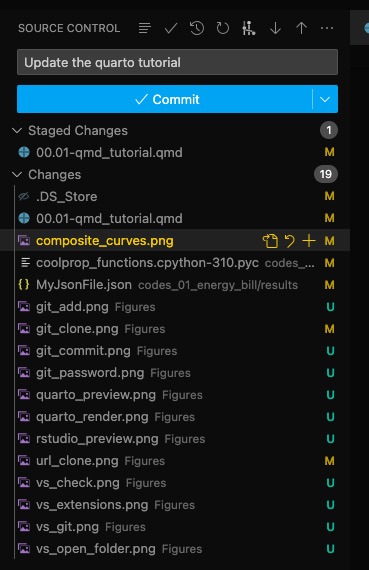 SOURCE CONTROL
Update the quarto tutorial
Commit
Staged Changes 1
00.01-qmd_tutorial.qmd M
Changes 19
.DS_Store M
00.01-qmd_tutorial.qmd M
composite_curves.png M
coolprop_functions.cpython-310.pyc codes_... M
{} MyJsonFile.json codes_01_energy_bill/results M
git_add.png Figures U
git_clone.png Figures M
git_commit.png Figures U
git_password.png Figures U
quarto_preview.png Figures U
quarto_render.png Figures U
rstudio_preview.png Figures U
url_clone.png Figures M
vs_check.png Figures U
vs_extensions.png Figures U
vs_git.png Figures U
vs_open_folder.png Figures U